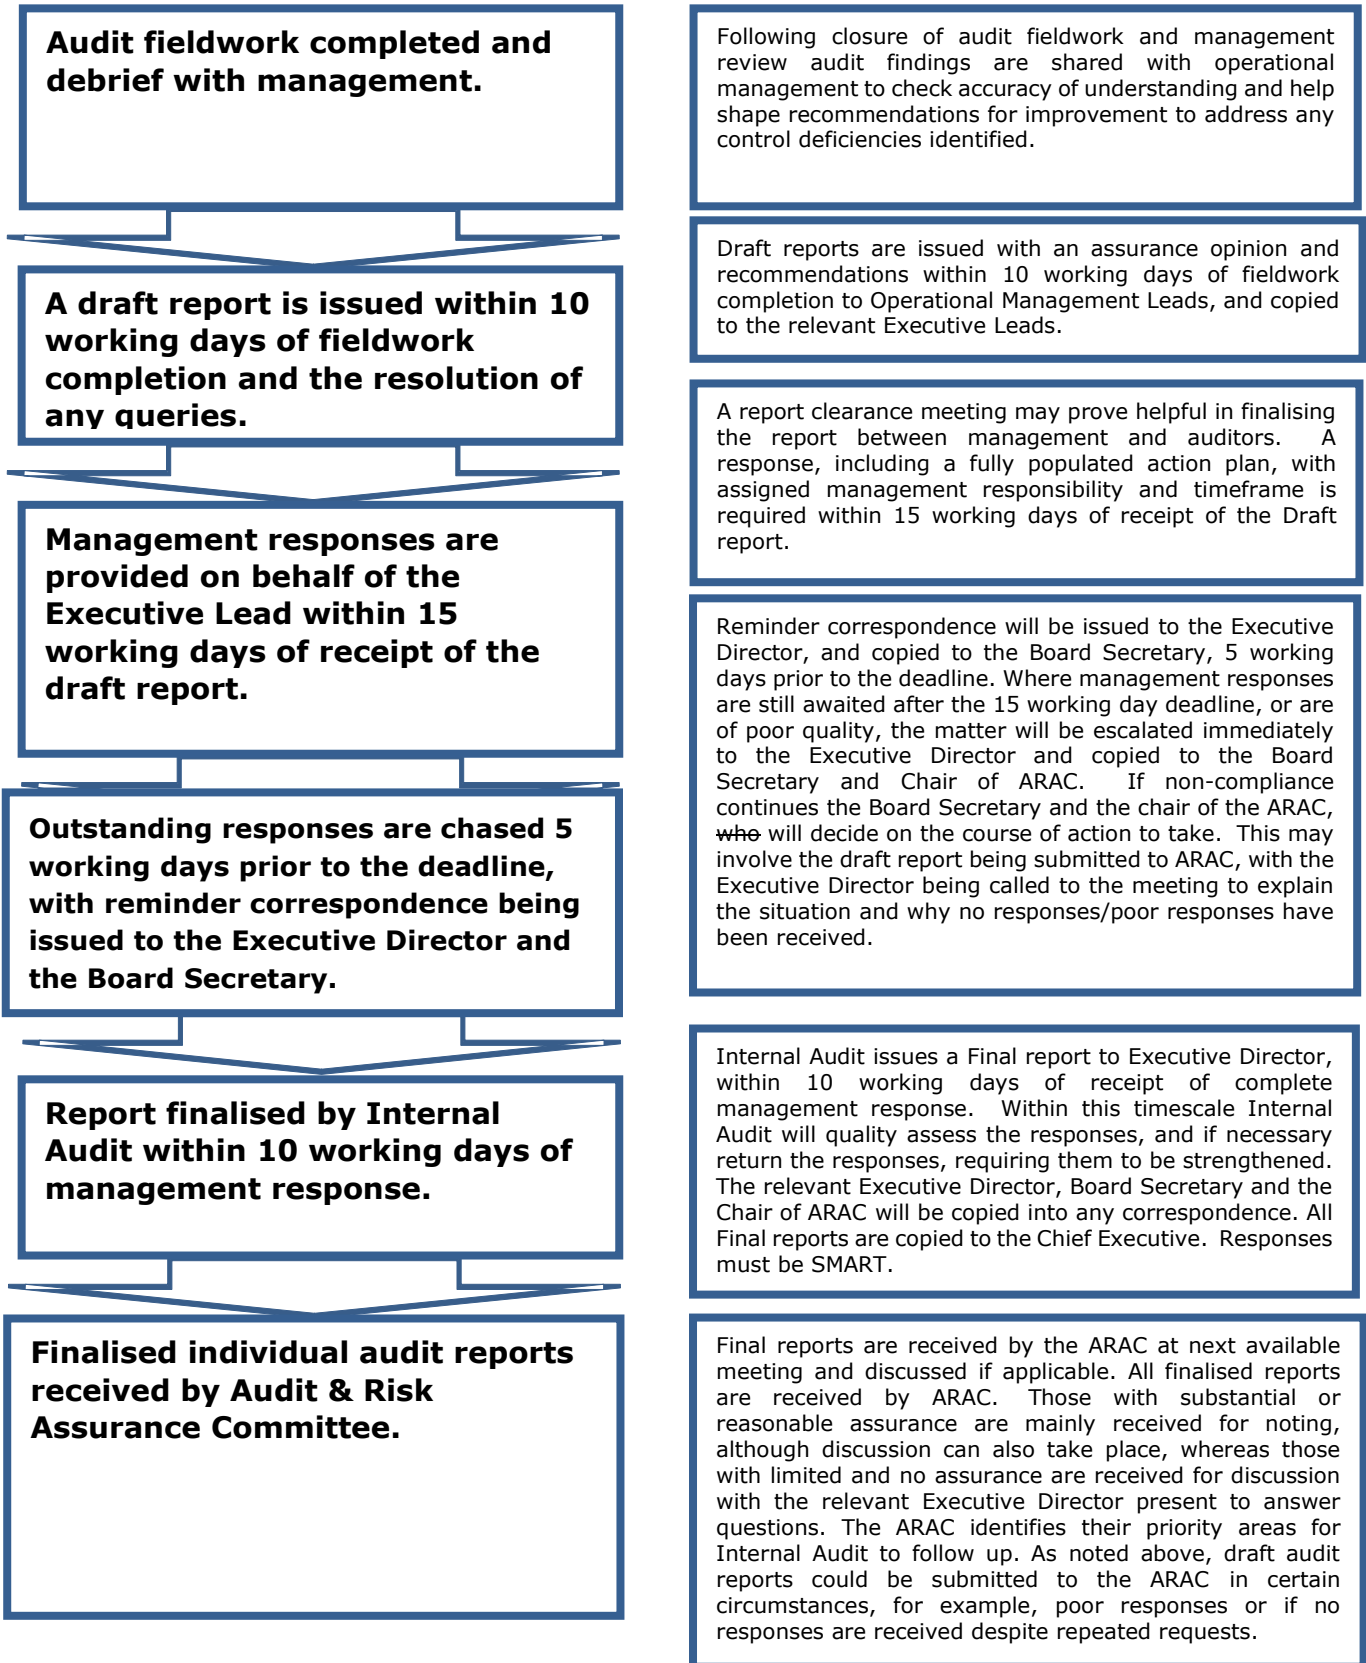 Audit fieldwork completed and
debrief with management.
Following closure of audit fieldwork and management
review audit findings are shared with operational
management to check accuracy of understanding and help
shape recommendations for improvement to address any
control deficiencies identified.
A draft report is issued within 10
working days of fieldwork
completion and the resolution of
any queries.
Draft reports are issued with an assurance opinion and
recommendations within 10 working days of fieldwork
completion to Operational Management Leads, and copied
to the relevant Executive Leads.
Management responses are
provided on behalf of the
Executive Lead within 15
working days of receipt of the
draft report.
A report clearance meeting may prove helpful in finalising
the report between management and auditors. A
response, including a fully populated action plan, with
assigned management responsibility and timeframe is
required within 15 working days of receipt of the Draft
report.
Outstanding responses are chased 5
working days prior to the deadline,
with reminder correspondence being
issued to the Executive Director and
the Board Secretary.
Reminder correspondence will be issued to the Executive
Director, and copied to the Board Secretary, 5 working
days prior to the deadline. Where management responses
are still awaited after the 15 working day deadline, or are
of poor quality, the matter will be escalated immediately
to the Executive Director and copied to the Board
Secretary and Chair of ARAC. If non-compliance
continues the Board Secretary and the chair of the ARAC,
who will decide on the course of action to take. This may
involve the draft report being submitted to ARAC, with the
Executive Director being called to the meeting to explain
the situation and why no responses/poor responses have
been received.
Report finalised by Internal
Audit within 10 working days of
management response.
Internal Audit issues a Final report to Executive Director,
within 10 working days of receipt of complete
management response. Within this timescale Internal
Audit will quality assess the responses, and if necessary
return the responses, requiring them to be strengthened.
The relevant Executive Director, Board Secretary and the
Chair of ARAC will be copied into any correspondence. All
Final reports are copied to the Chief Executive. Responses
must be SMART.
Finalised individual audit reports
received by Audit & Risk
Assurance Committee.
Final reports are received by the ARAC at next available
meeting and discussed if applicable. All finalised reports
are received by ARAC. Those with substantial or
reasonable assurance are mainly received for noting,
although discussion can also take place, whereas those
with limited and no assurance are received for discussion
with the relevant Executive Director present to answer
questions. The ARAC identifies their priority areas for
Internal Audit to follow up. As noted above, draft audit
reports could be submitted to the ARAC in certain
circumstances, for example, poor responses or if no
responses are received despite repeated requests.